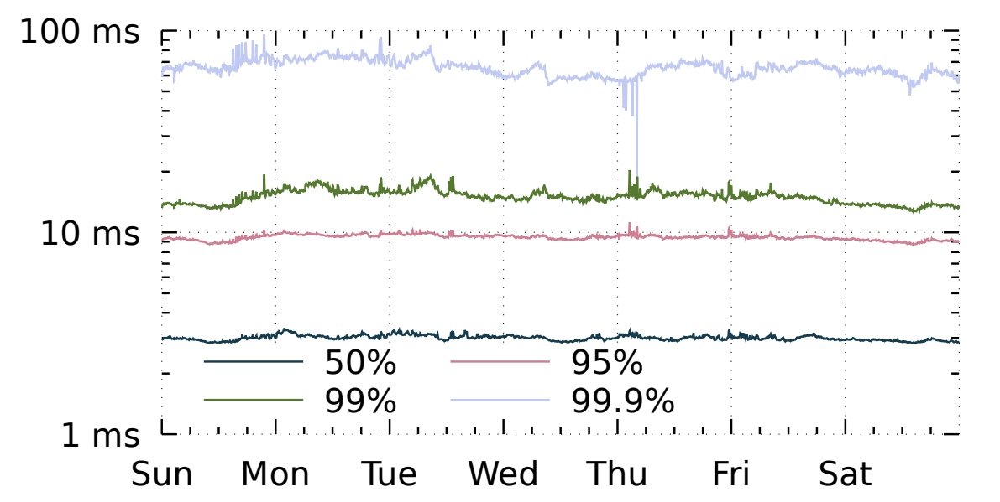 100 ms
10 ms
50% 95%
99% 99.9%
1 ms
Sun Mon Tue Wed Thu Fri Sat